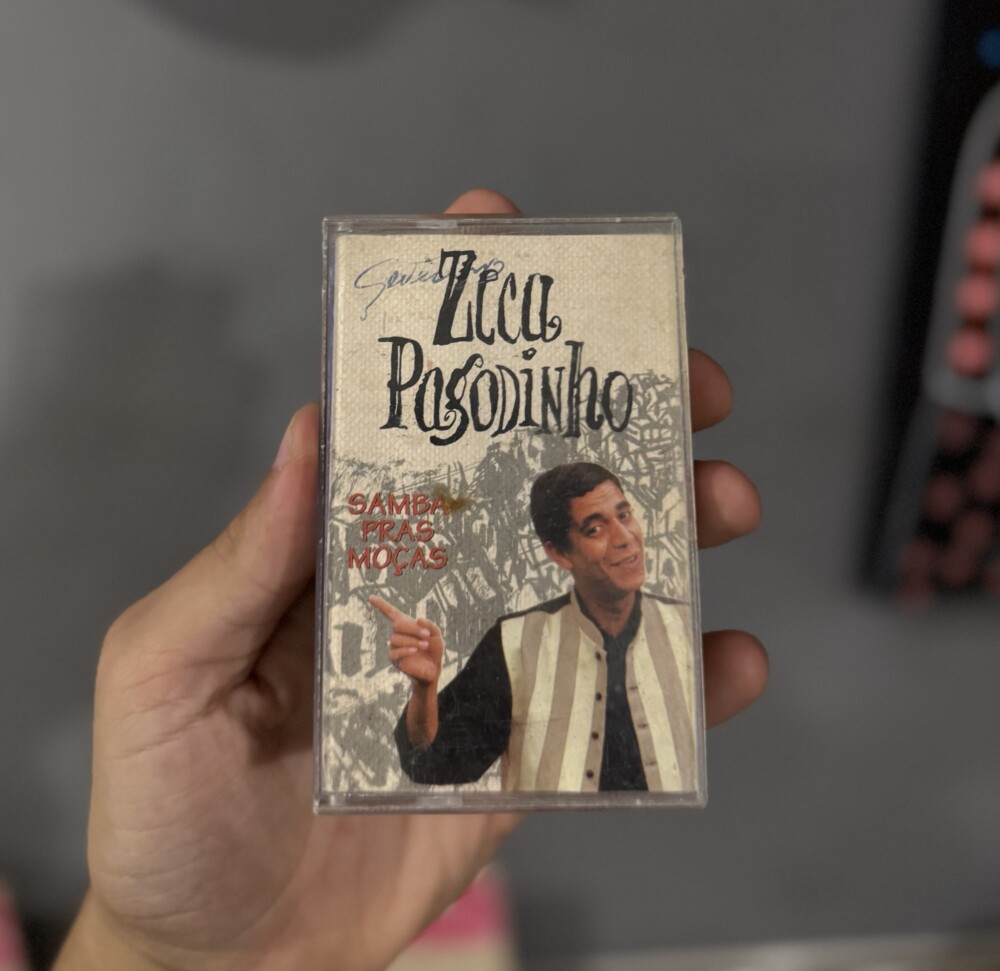 Zeca
Pagodinho
SAMBA
PRAS
MOÇAS